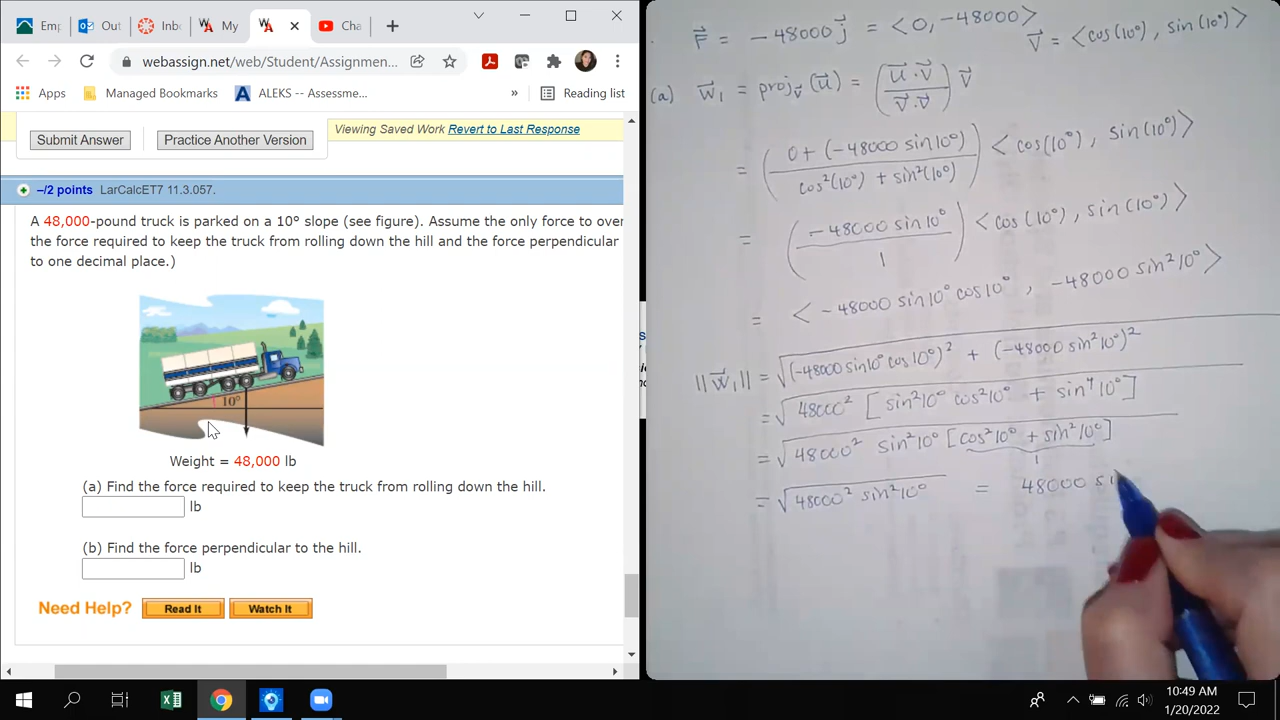 Emp
Out
Inbo
My
Cha
webassign.net/web/Student/Assignmen
Apps
Managed Bookmarks
ALEKS -- Assessme...
»
Reading list
Submit Answer
Practice Another Version
Viewing Saved Work Revert to Last Response
–/2 points LarCalcET7 11.3.057.
A 48,000-pound truck is parked on a 10° slope (see figure). Assume the only force to over
the force required to keep the truck from rolling down the hill and the force perpendicular
to one decimal place.)
10°
Weight = 48,000 lb
(a) Find the force required to keep the truck from rolling down the hill.
lb
(b) Find the force perpendicular to the hill.
lb
Need Help? Read It Watch It
10:49 AM
1/20/2022
F⃗ = -48000 j⃗ = <0, -48000>
V⃗ = <cos(10°), sin(10°)>
(a) W⃗₁ = proj_v⃗ (u⃗) = (u⃗·v⃗ / v⃗·v⃗) v⃗
= (0 + (-48000 sin10°) / cos²(10°) + sin²(10°)) <cos(10°), sin(10°)>
= (-48000 sin10° / 1) <cos(10°), sin(10°)>
= <-48000 sin10° cos10°, -48000 sin²10°>
||W⃗₁|| = √(-48000 sin10° cos10°)² + (-48000 sin²10°)²
= √48000² [sin²10° cos²10° + sin⁴10°]
= √48000² sin²10° [cos²10° + sin²10°]
1
= √48000² sin²10° = 48000 si